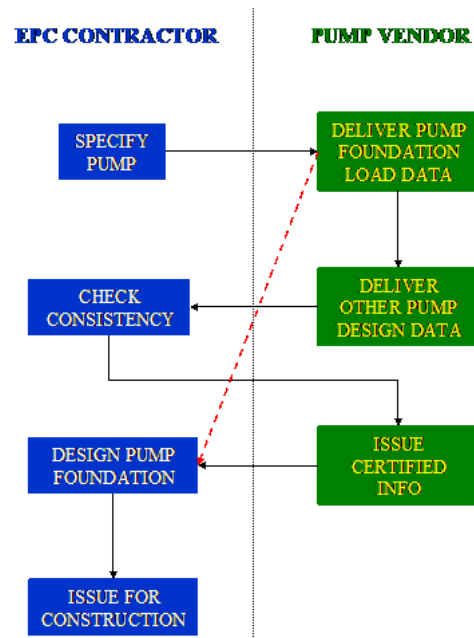 EPC CONTRACTOR
PUMP VENDOR
SPECIFY
PUMP
DELIVER PUMP
FOUNDATION
LOAD DATA
CHECK
CONSISTENCY
DELIVER
OTHER PUMP
DESIGN DATA
DESIGN PUMP
FOUNDATION
ISSUE
CERTIFIED
INFO
ISSUE FOR
CONSTRUCTION